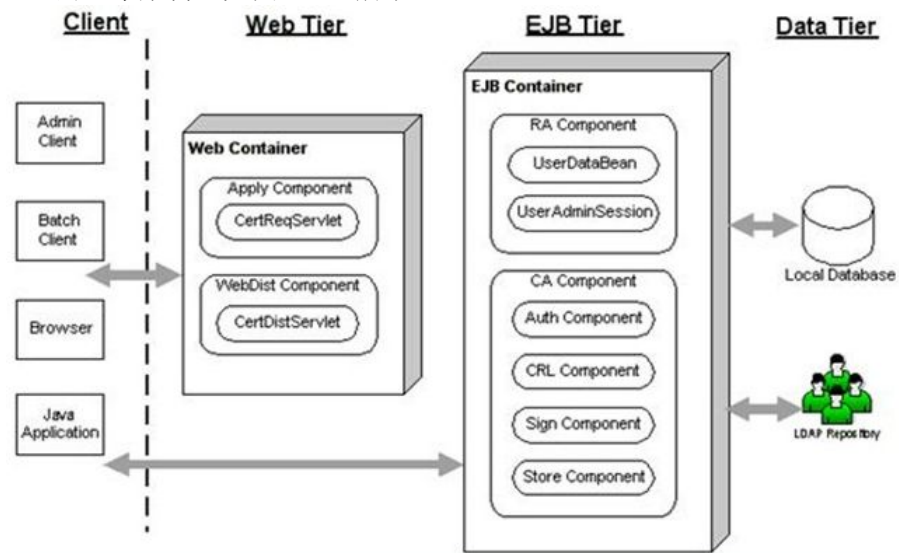 Client
Web Tier
EJB Tier
Data Tier
Admin
Client
Batch
Client
Browser
Java
Application
Web Container
Apply Component
CertReqServlet
WebDist Component
CertDistServlet
EJB Container
RA Component
UserDataBean
UserAdminSession
CA Component
Auth Component
CRL Component
Sign Component
Store Component
Local Database
LDAP Repository